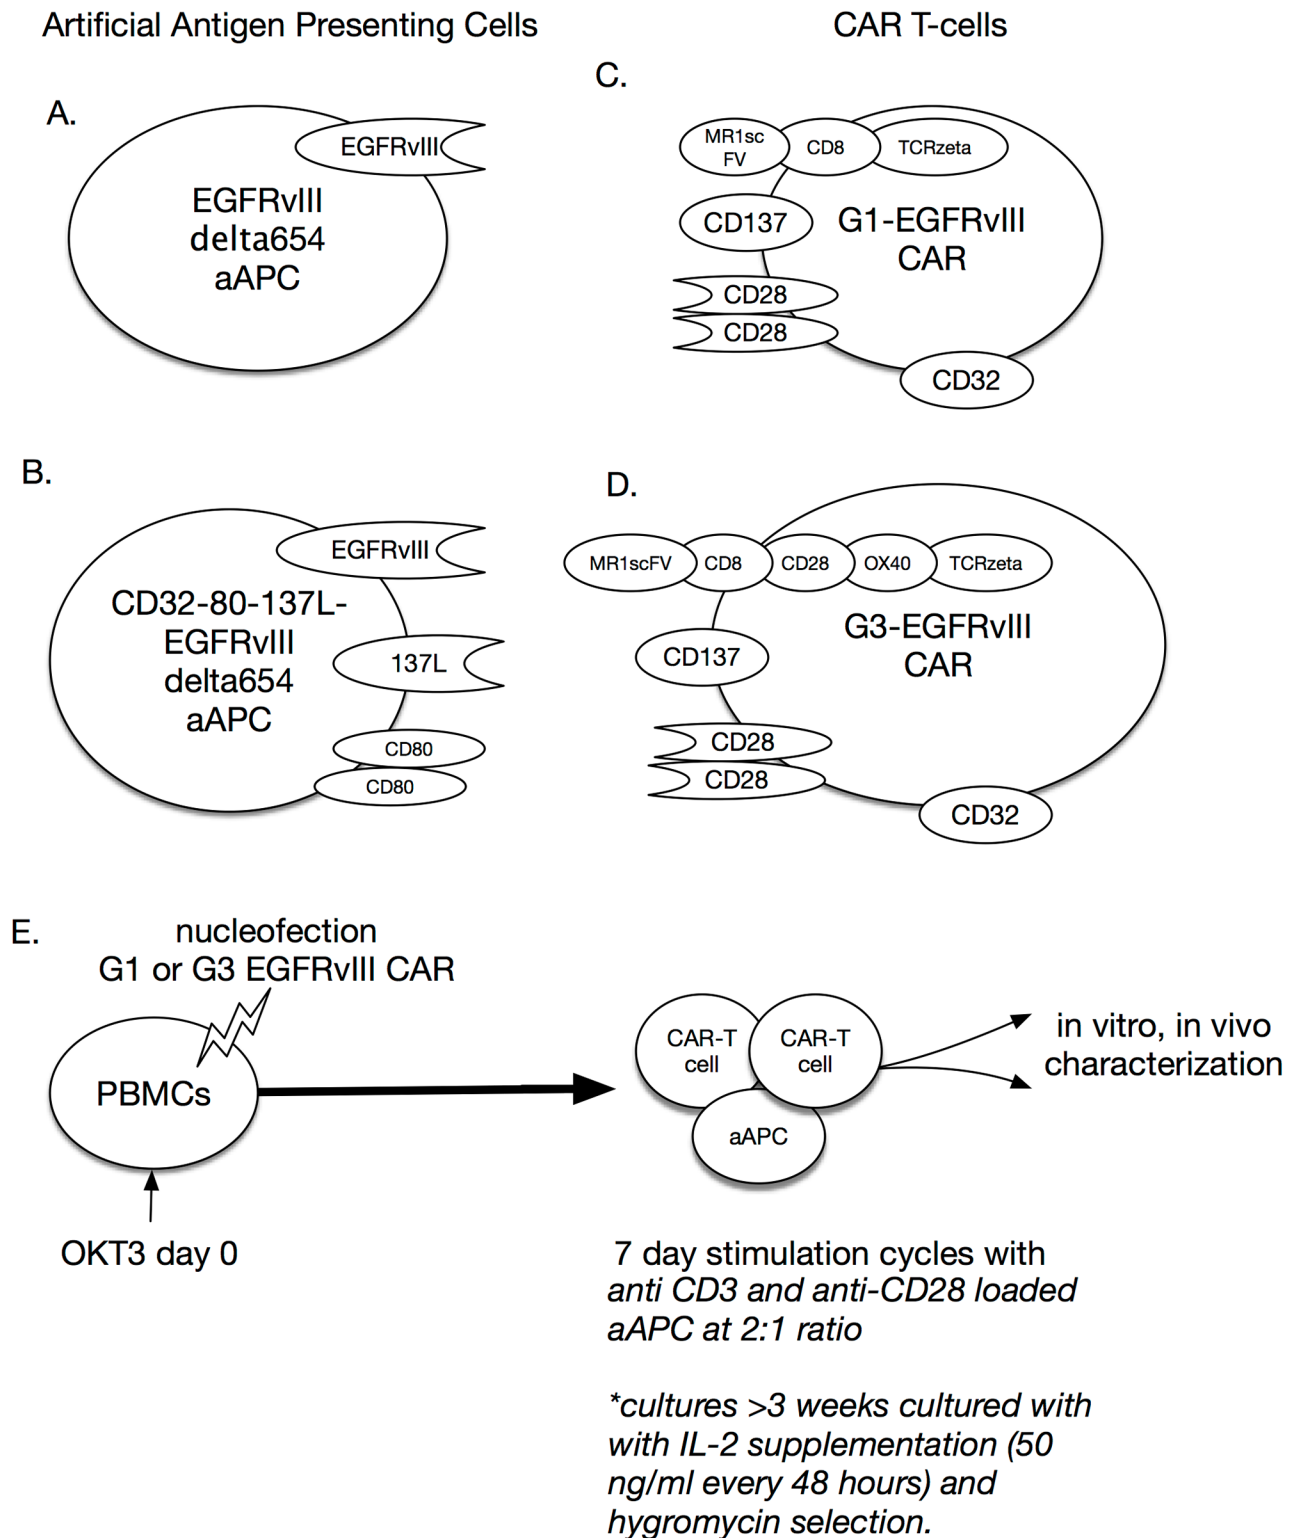 Artificial Antigen Presenting Cells
CAR T-cells
A.
EGFRvIII
EGFRvIII
delta654
aAPC
C.
MR1sc
FV
CD8
TCRzeta
CD137
G1-EGFRvIII
CAR
CD28
CD28
CD32
B.
EGFRvIII
CD32-80-137L-
EGFRvIII
delta654
aAPC
137L
CD80
CD80
D.
MR1scFV
CD8
CD28
OX40
TCRzeta
G3-EGFRvIII
CAR
CD137
CD28
CD28
CD32
E.
nucleofection
G1 or G3 EGFRvIII CAR
PBMCs
OKT3 day 0
CAR-T
cell
CAR-T
cell
aAPC
in vitro, in vivo
characterization
7 day stimulation cycles with
anti CD3 and anti-CD28 loaded
aAPC at 2:1 ratio
*cultures >3 weeks cultured with
with IL-2 supplementation (50
ng/ml every 48 hours) and
hygromycin selection.